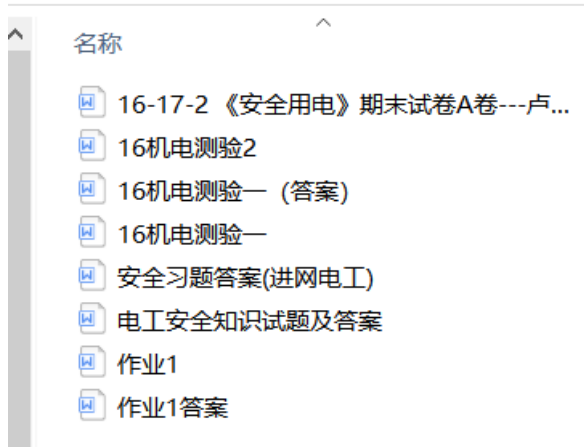 名称
16-17-2 《安全用电》期末试卷A卷---卢...
16机电测验2
16机电测验一（答案）
16机电测验一
安全习题答案(进网电工)
电工安全知识试题及答案
作业1
作业1答案